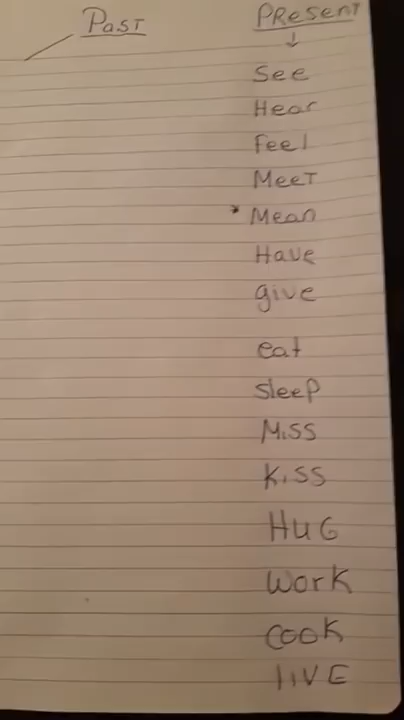 Past Present
See
Hear
Feel
Meet
* Mean
Have
give
eat
Sleep
Miss
Kiss
Hug
Work
Cook
live